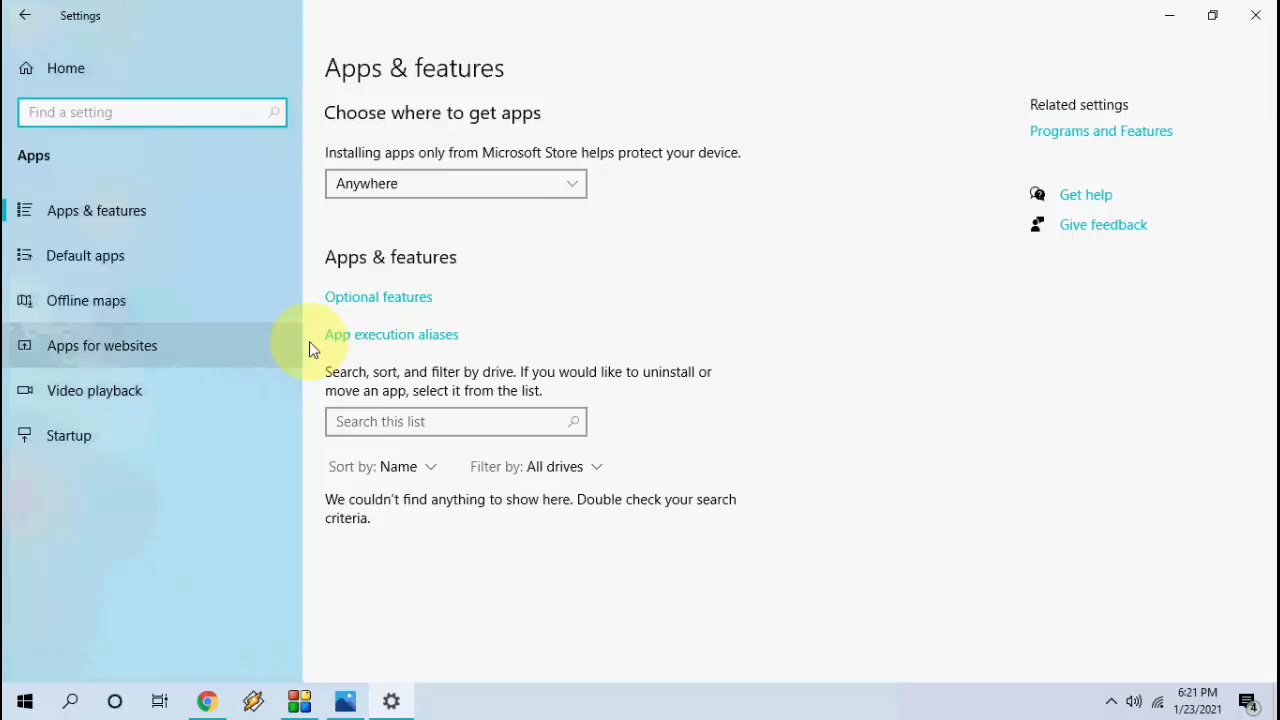 Settings
Home
Find a setting
Apps
Apps & features
Default apps
Offline maps
Apps for websites
Video playback
Startup
Apps & features
Choose where to get apps
Installing apps only from Microsoft Store helps protect your device.
Anywhere
Apps & features
Optional features
App execution aliases
Search, sort, and filter by drive. If you would like to uninstall or
move an app, select it from the list.
Search this list
Sort by: Name
Filter by: All drives
We couldn't find anything to show here. Double check your search
criteria.
Related settings
Programs and Features
Get help
Give feedback
6:21 PM
1/23/2021
4